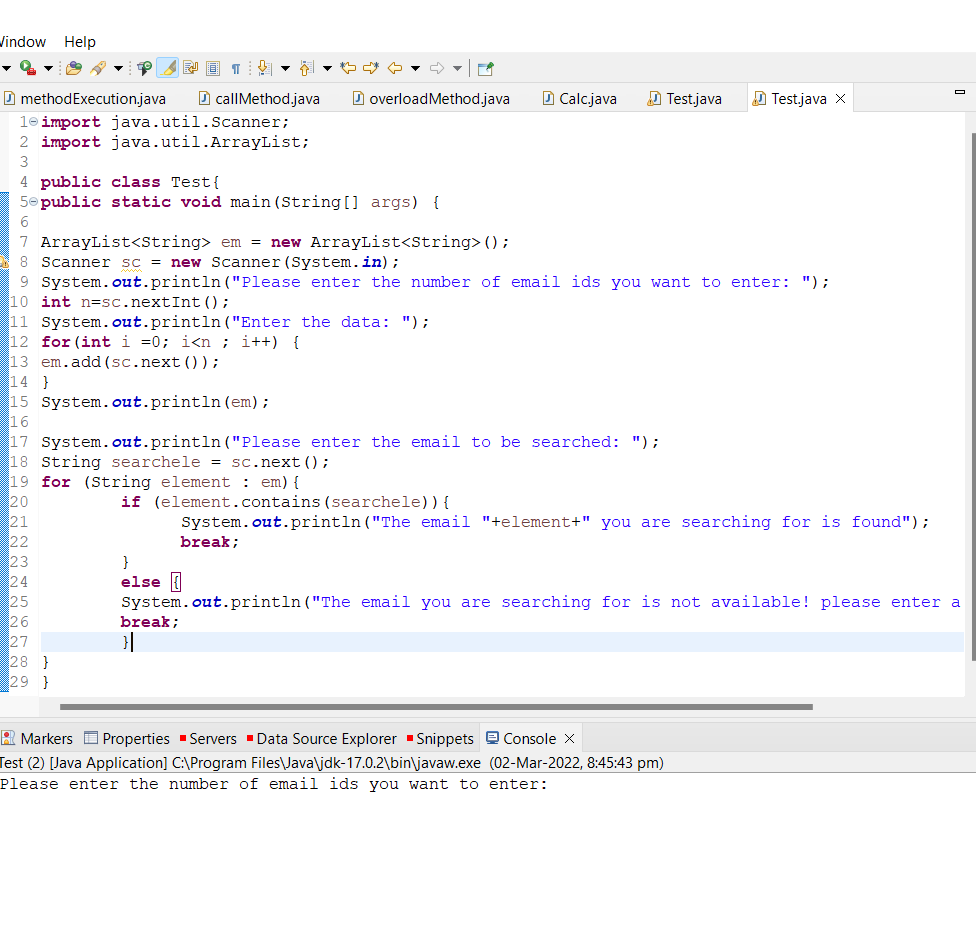 Window Help
methodExecution.java callMethod.java overloadMethod.java Calc.java Test.java Test.java
1 import java.util.Scanner;
2 import java.util.ArrayList;
3
4 public class Test{
5 public static void main(String[] args) {
6
7 ArrayList<String> em = new ArrayList<String>();
8 Scanner sc = new Scanner(System.in);
9 System.out.println("Please enter the number of email ids you want to enter: ");
10 int n=sc.nextInt();
11 System.out.println("Enter the data: ");
12 for(int i =0; i<n ; i++) {
13 em.add(sc.next());
14 }
15 System.out.println(em);
16
17 System.out.println("Please enter the email to be searched: ");
18 String searchele = sc.next();
19 for (String element : em){
20 if (element.contains(searchele)){
21 System.out.println("The email "+element+" you are searching for is found");
22 break;
23 }
24 else {
25 System.out.println("The email you are searching for is not available! please enter a
26 break;
27 }
28 }
29 }
Markers Properties Servers Data Source Explorer Snippets Console
Test (2) [Java Application] C:\Program Files\Java\jdk-17.0.2\bin\javaw.exe (02-Mar-2022, 8:45:43 pm)
Please enter the number of email ids you want to enter: